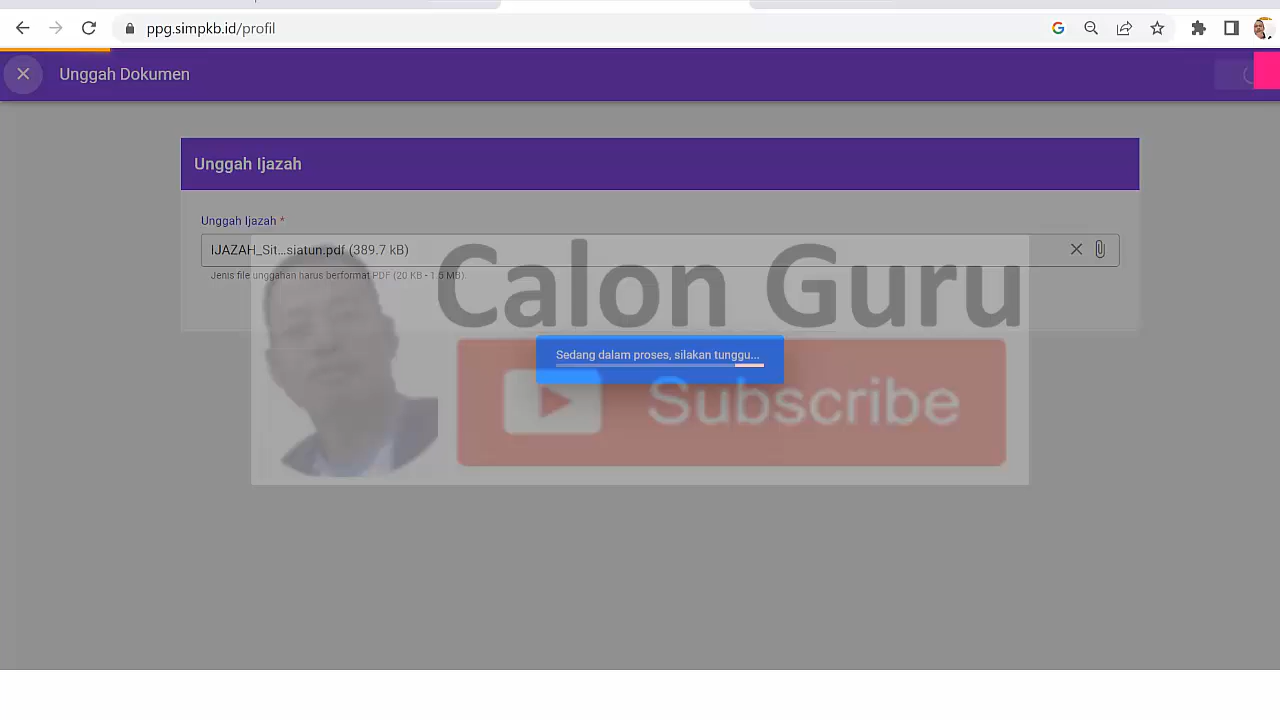 ppg.simpkb.id/profil
Unggah Dokumen
Unggah Ijazah
Unggah Ijazah *
IJAZAH_Sit...siatun.pdf (389.7 kB)
Jenis file unggahan harus berformat PDF (20 KB - 1.5 MB).
Calon Guru
Sedang dalam proses, silakan tunggu...
Subscribe